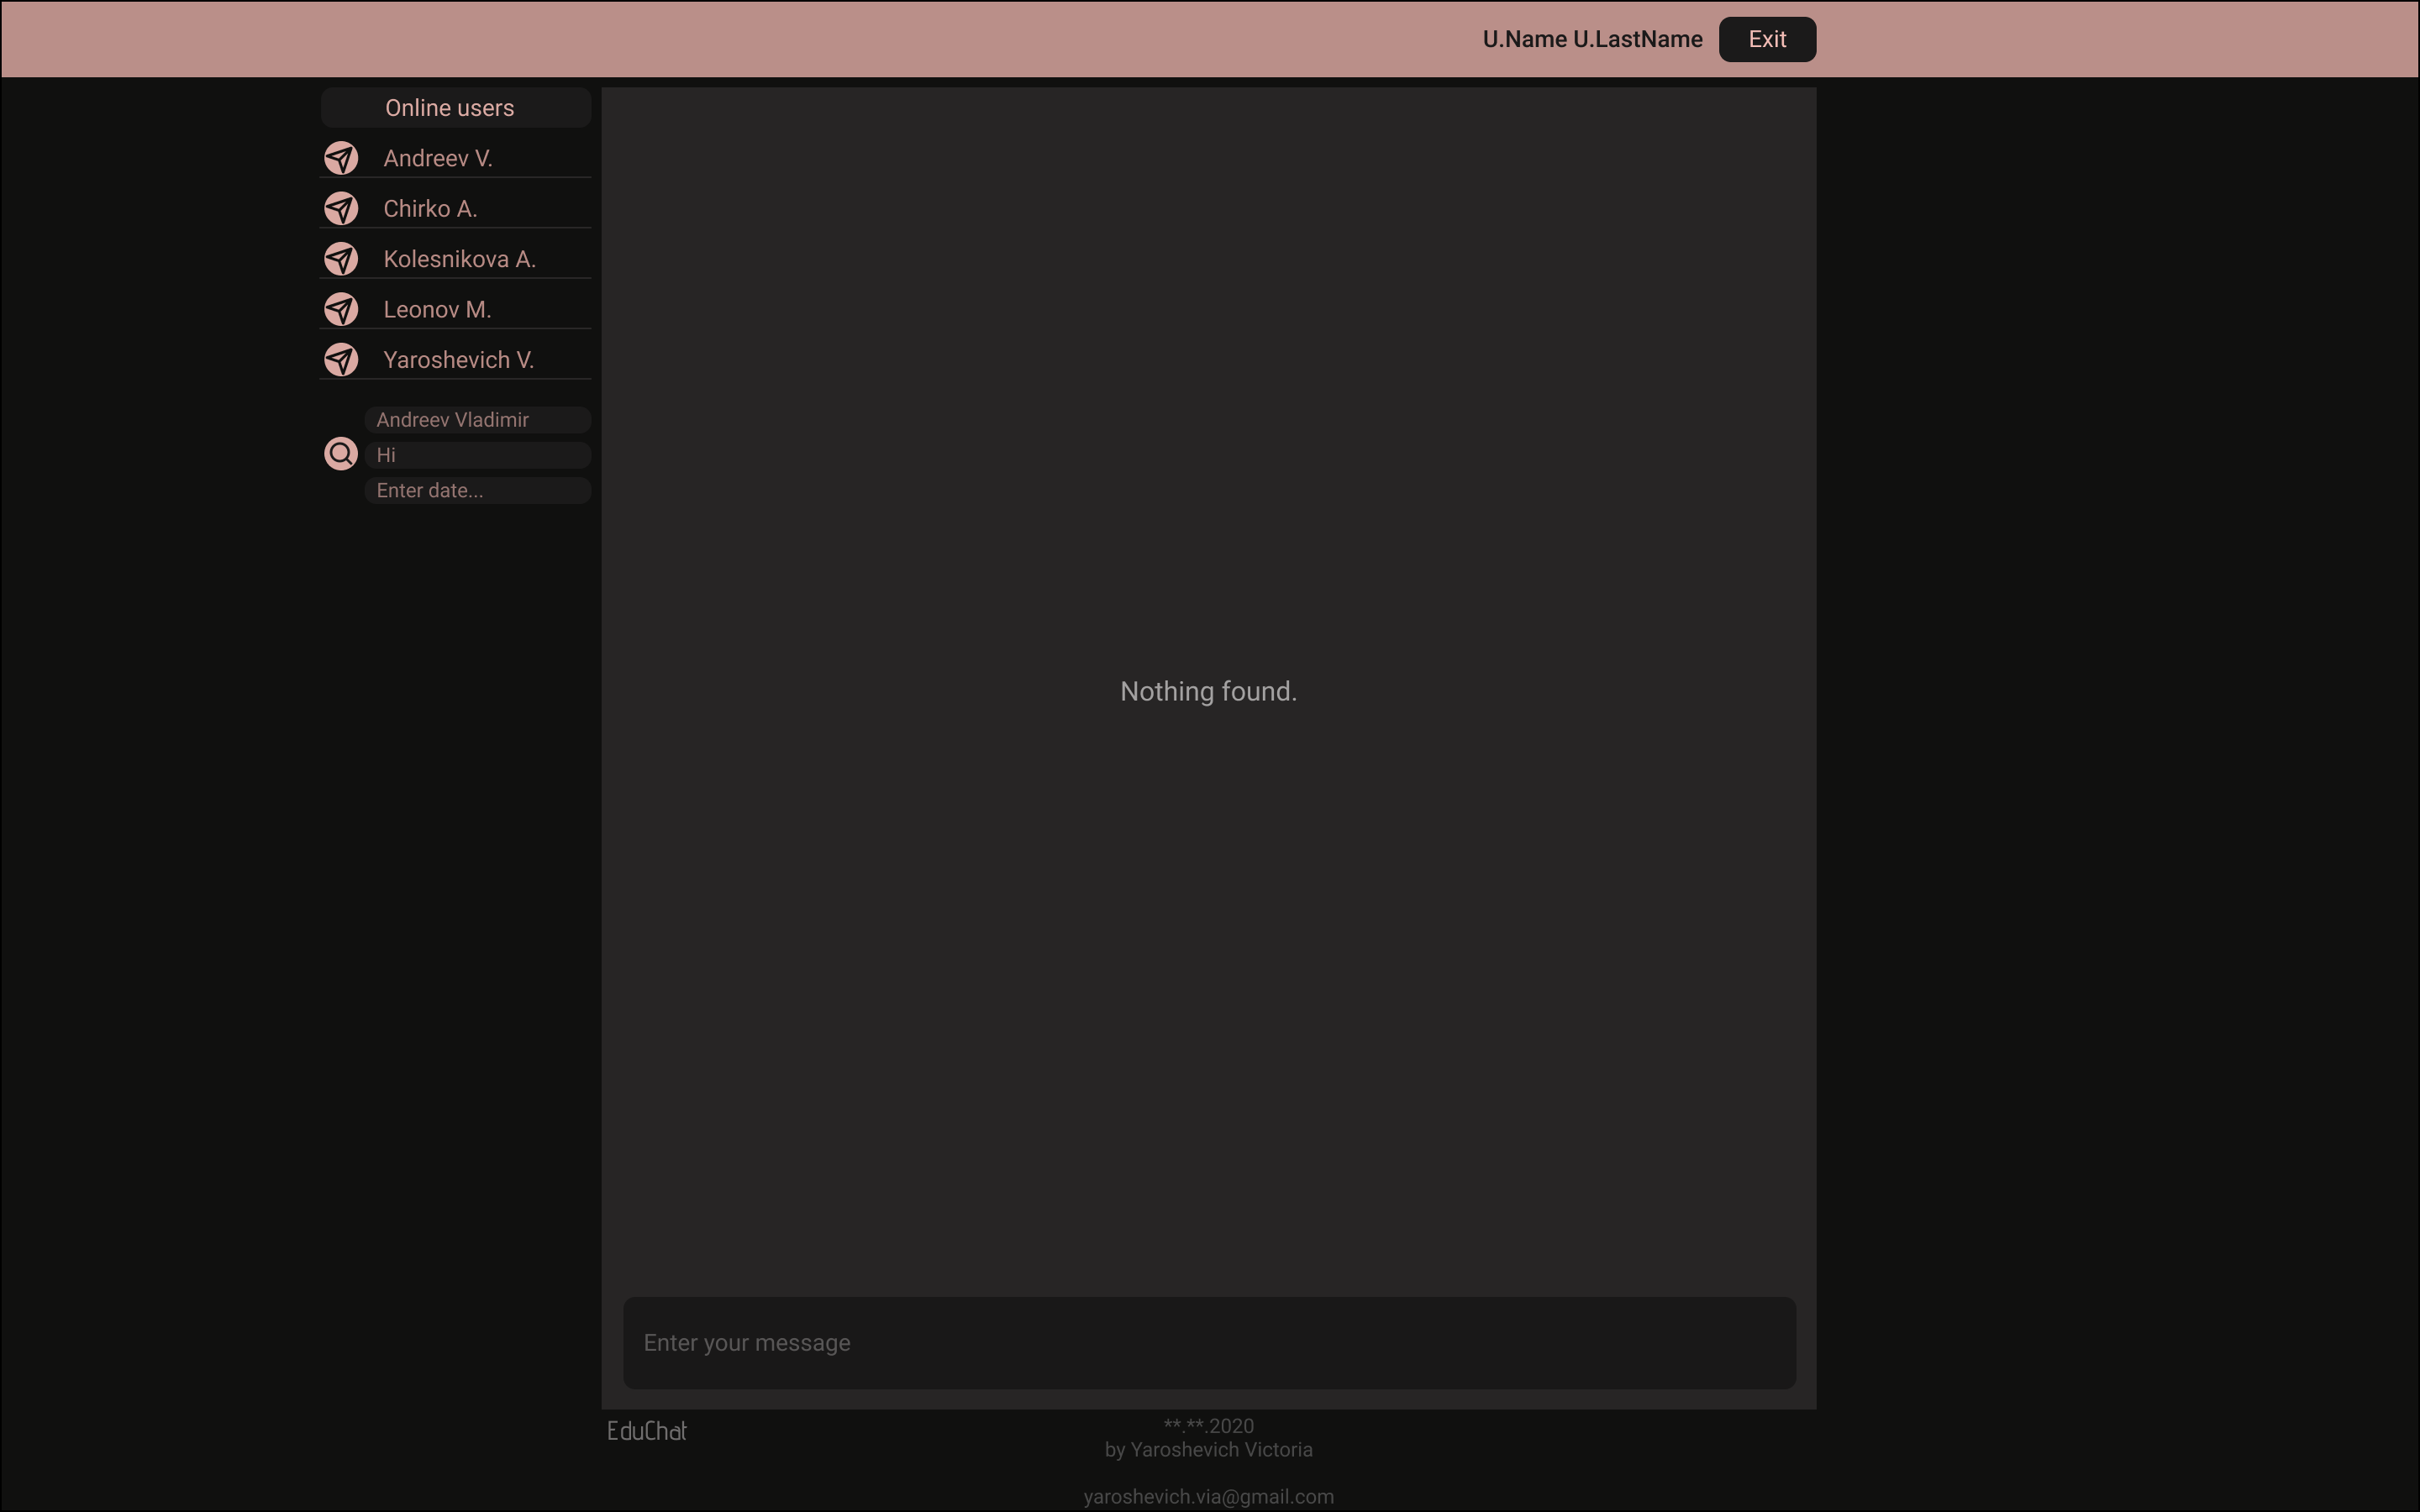 U.Name U.LastName
Exit
Online users
Andreev V.
Chirko A.
Kolesnikova A.
Leonov M.
Yaroshevich V.
Andreev Vladimir
Hi
Enter date...
Nothing found.
Enter your message
EduChat
**.**.2020
by Yaroshevich Victoria
yaroshevich.via@gmail.com